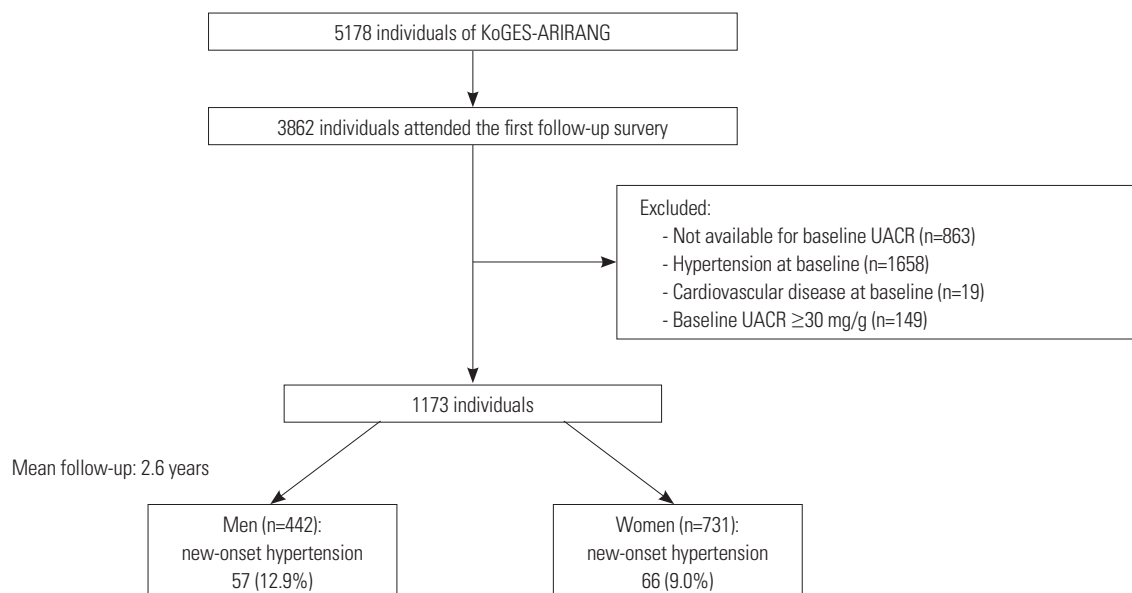 5178 individuals of KoGES-ARIRANG
3862 individuals attended the first follow-up survery
Excluded:
- Not available for baseline UACR (n=863)
- Hypertension at baseline (n=1658)
- Cardiovascular disease at baseline (n=19)
- Baseline UACR ≥30 mg/g (n=149)
1173 individuals
Mean follow-up: 2.6 years
Men (n=442):
new-onset hypertension
57 (12.9%)
Women (n=731):
new-onset hypertension
66 (9.0%)